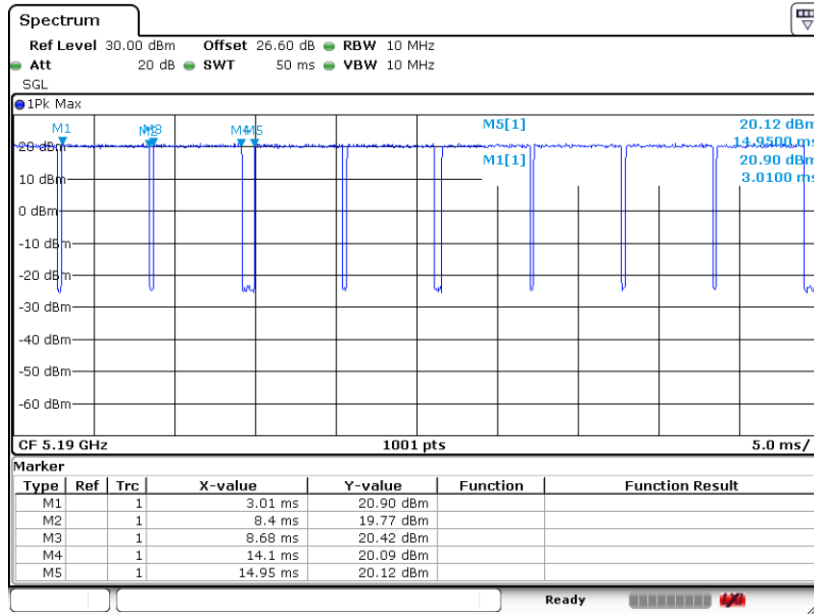 Spectrum
Ref Level 30.00 dBm Offset 26.60 dB RBW 10 MHz
Att 20 dB SWT 50 ms VBW 10 MHz
SGL
1Pk Max
M1 M2 M3 M4 M5 M5[1] 20.12 dBm
20 dBm 14.9500 ms
M1[1] 20.90 dBm
10 dBm 3.0100 ms
0 dBm
-10 dBm
-20 dBm
-30 dBm
-40 dBm
-50 dBm
-60 dBm
CF 5.19 GHz 1001 pts 5.0 ms/
Marker
Type Ref Trc X-value Y-value Function Function Result
M1 1 3.01 ms 20.90 dBm
M2 1 8.4 ms 19.77 dBm
M3 1 8.68 ms 20.42 dBm
M4 1 14.1 ms 20.09 dBm
M5 1 14.95 ms 20.12 dBm
Ready